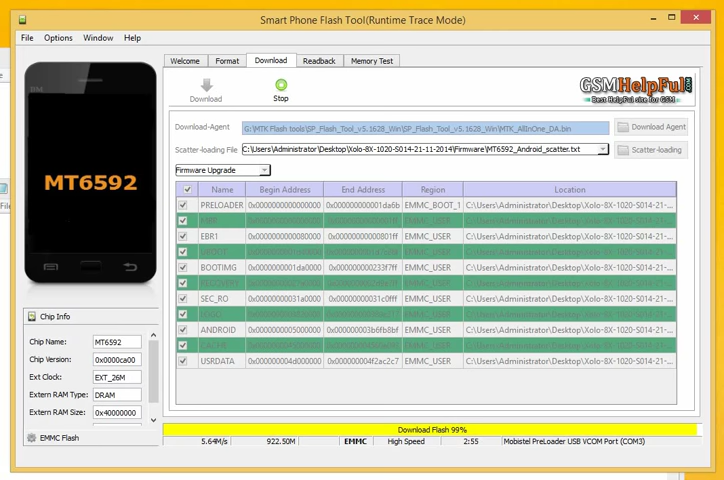 Smart Phone Flash Tool(Runtime Trace Mode)
File Options Window Help
Welcome Format Download Readback Memory Test
Download Stop
GSMHelpFul.COM
Best HelpFul site for GSM
Download-Agent G:\MTK Flash tools\SP_Flash_Tool_v5.1628_Win\SP_Flash_Tool_v5.1628_Win\MTK_AllInOne_DA.bin Download Agent
Scatter-loading File C:\Users\Administrator\Desktop\Xolo-8X-1020-S014-21-11-2014\Firmware\MT6592_Android_scatter.txt Scatter-loading
Firmware Upgrade
Name Begin Address End Address Region Location
PRELOADER 0x0000000000000000 0x000000000001da6b EMMC_BOOT_1 C:\Users\Administrator\Desktop\Xolo-8X-1020-S014-21-...
MBR
EBR1 0x0000000000080000 0x00000000000801ff EMMC_USER C:\Users\Administrator\Desktop\Xolo-8X-1020-S014-21-...
UBOOT
BOOTIMG 0x0000000001da0000 0x000000000233f7ff EMMC_USER C:\Users\Administrator\Desktop\Xolo-8X-1020-S014-21-...
RECOVERY
SEC_RO 0x00000000031a0000 0x00000000031c0fff EMMC_USER C:\Users\Administrator\Desktop\Xolo-8X-1020-S014-21-...
LOGO
ANDROID 0x0000000005000000 0x000000003b6fb8bf EMMC_USER C:\Users\Administrator\Desktop\Xolo-8X-1020-S014-21-...
CACHE
USRDATA 0x000000004d000000 0x000000004f2ac2c7 EMMC_USER C:\Users\Administrator\Desktop\Xolo-8X-1020-S014-21-...
BM
MT6592
Chip Info
Chip Name: MT6592
Chip Version: 0x0000ca00
Ext Clock: EXT_26M
Extern RAM Type: DRAM
Extern RAM Size: 0x40000000
EMMC Flash
Download Flash 99%
5.64M/s 922.50M EMMC High Speed 2:55 Mobistel PreLoader USB VCOM Port (COM3)